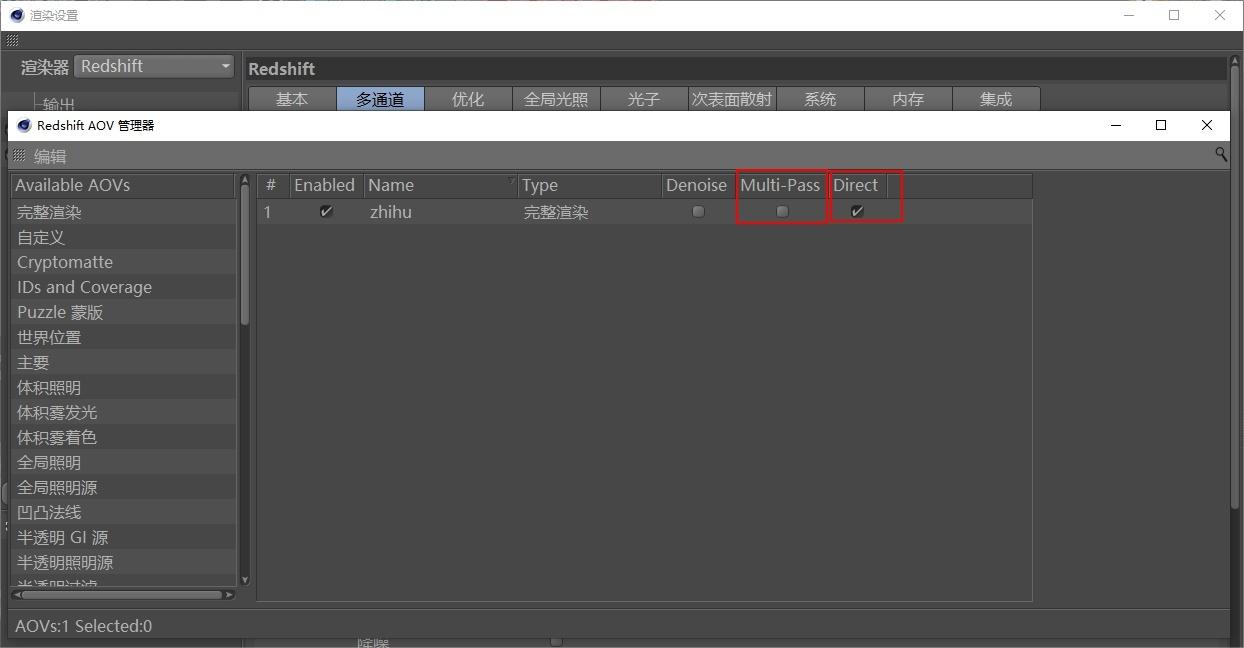 渲染设置
渲染器 Redshift
输出
Redshift
基本 多通道 优化 全局光照 光子 次表面散射 系统 内存 集成
Redshift AOV 管理器
编辑
Available AOVs
完整渲染
自定义
Cryptomatte
IDs and Coverage
Puzzle 蒙版
世界位置
主要
体积照明
体积雾发光
体积雾着色
全局照明
全局照明源
凹凸法线
半透明 GI 源
半透明照明源
半透明过滤
# Enabled Name Type Denoise Multi-Pass Direct
1 zhihu 完整渲染
AOVs:1 Selected:0
降噪